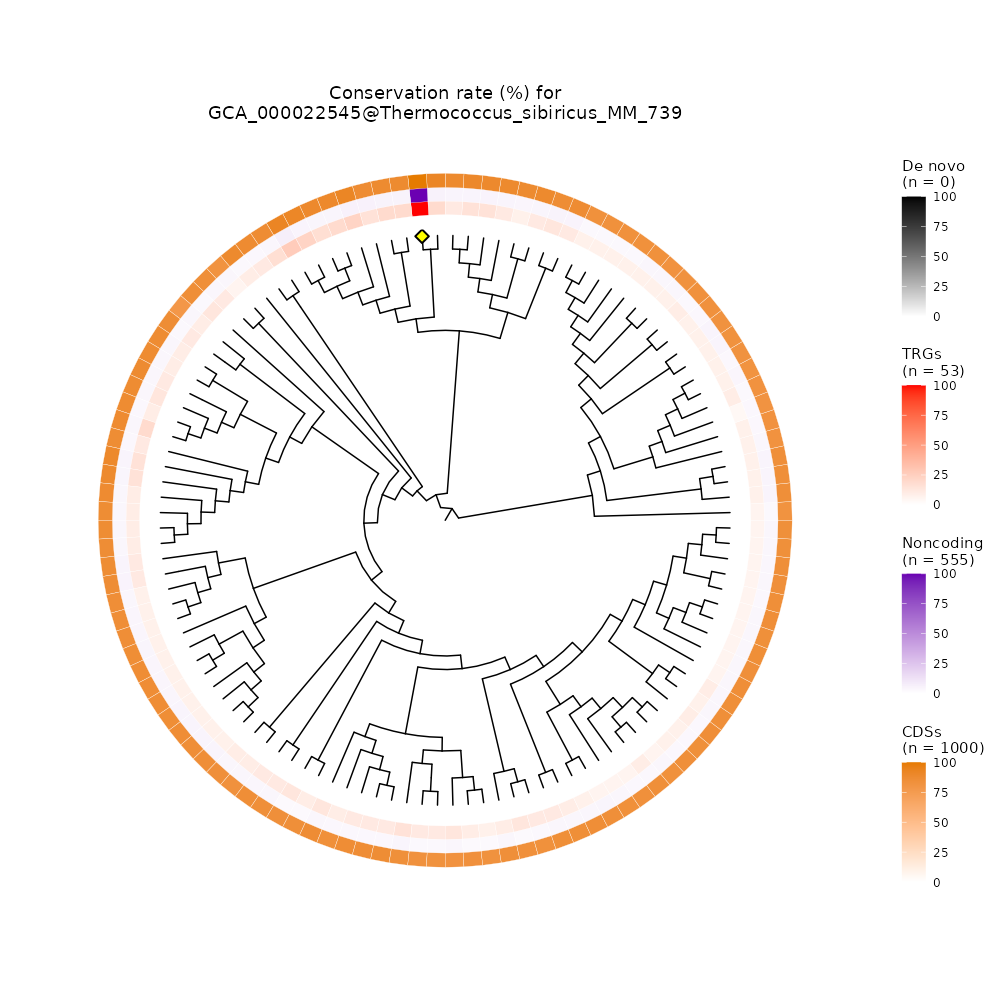 Conservation rate (%) for
GCA_000022545@Thermococcus_sibiricus_MM_739
De novo
(n = 0)
100
75
50
25
0
TRGs
(n = 53)
100
75
50
25
0
Noncoding
(n = 555)
100
75
50
25
0
CDSs
(n = 1000)
100
75
50
25
0